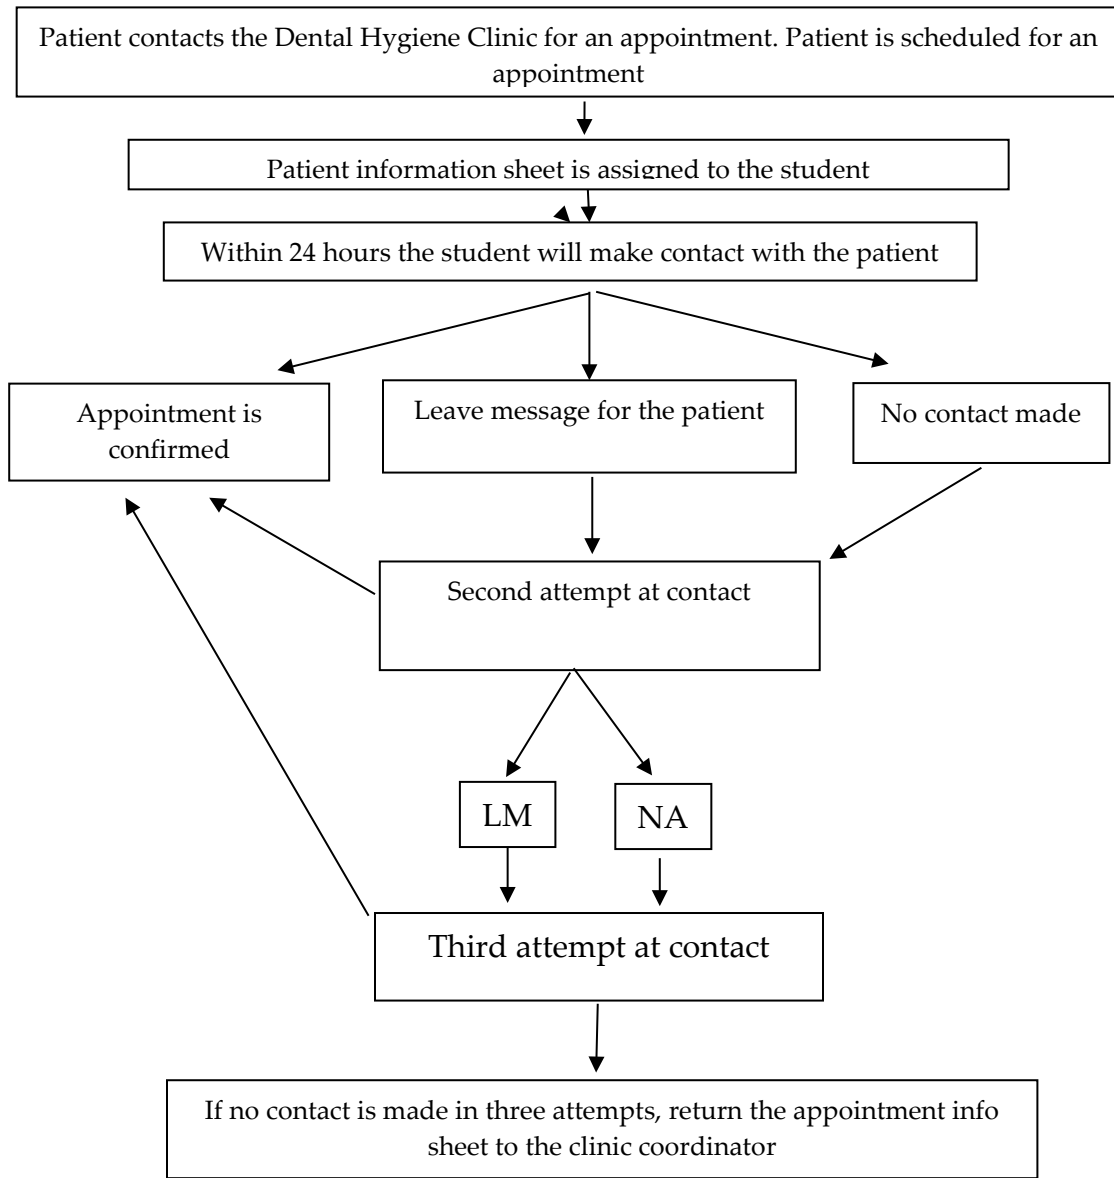 Patient contacts the Dental Hygiene Clinic for an appointment. Patient is scheduled for an
appointment
Patient information sheet is assigned to the student
Within 24 hours the student will make contact with the patient
Appointment is
confirmed
Leave message for the patient
No contact made
Second attempt at contact
LM
NA
Third attempt at contact
If no contact is made in three attempts, return the appointment info
sheet to the clinic coordinator